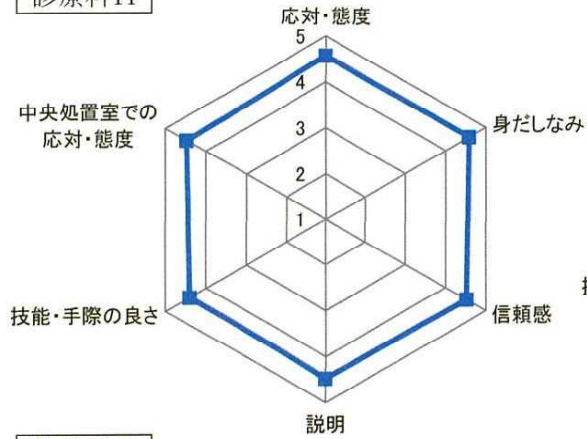 応対・態度
5
4
3
2
1
身だしなみ
信頼感
説明
技能・手際の良さ
中央処置室での
応対・態度